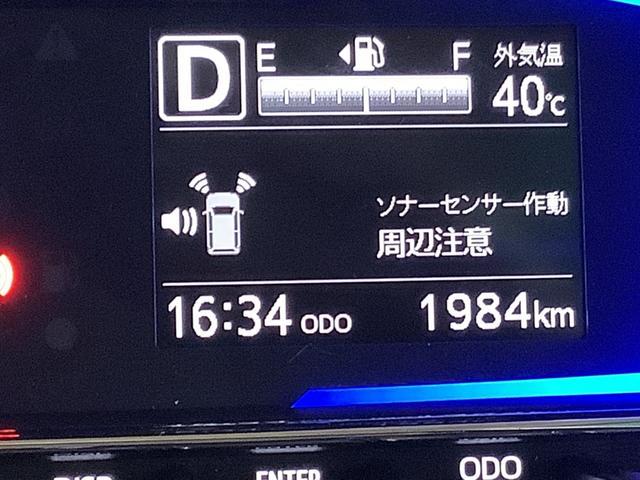 D
E F
外気温
40℃
ソナーセンサー作動
周辺注意
16:34 ODO 1984km
DISP ENTER ODO